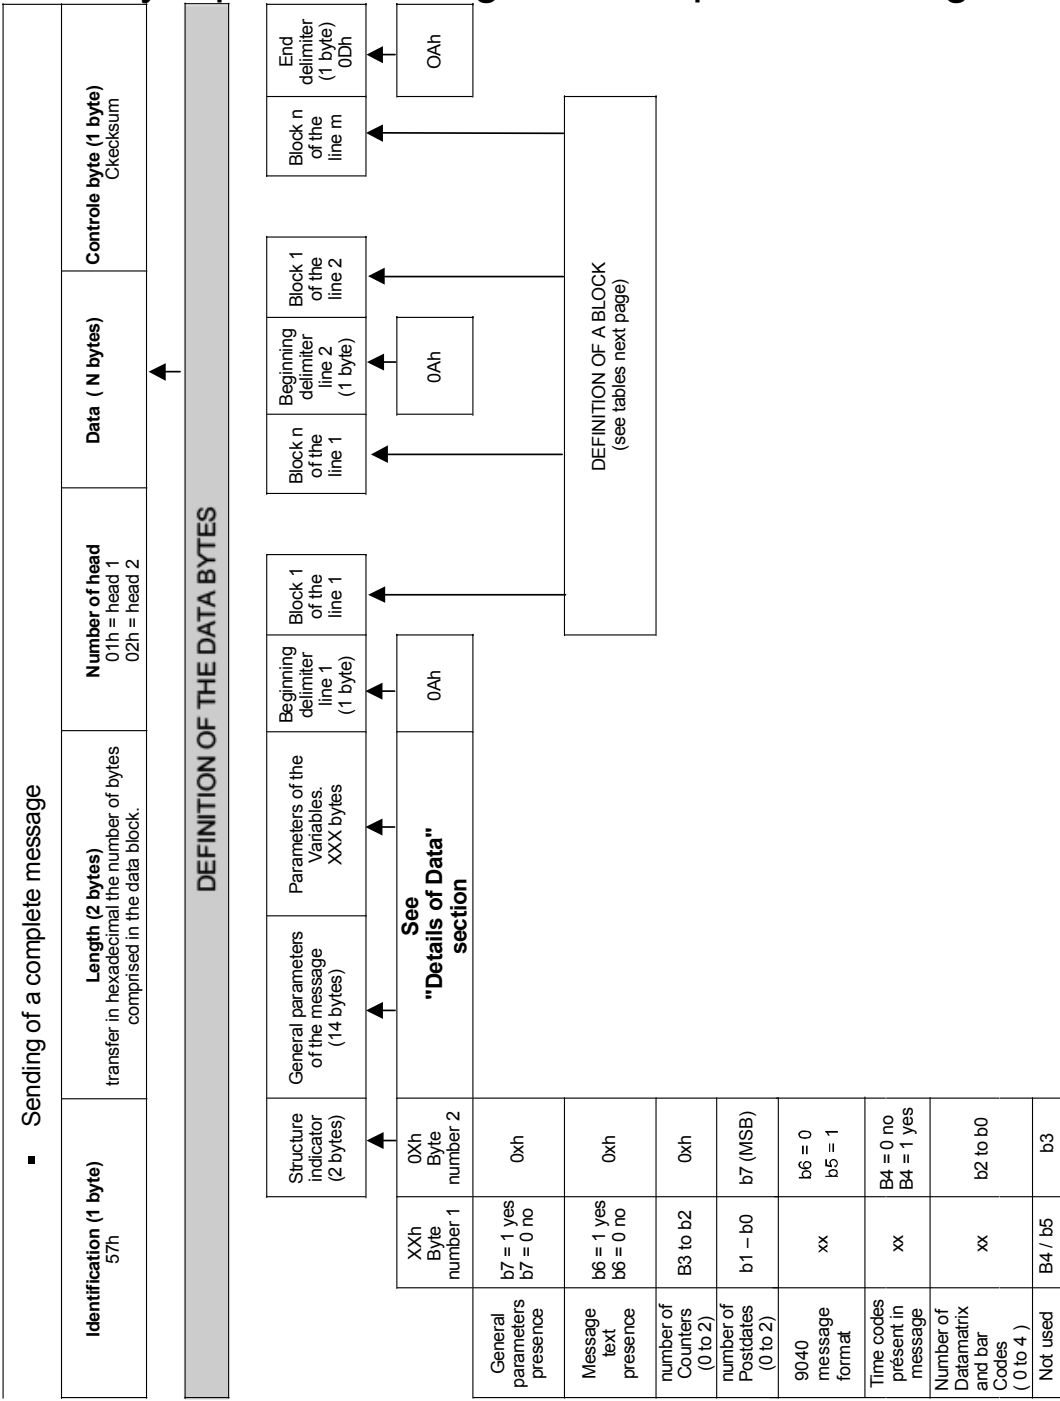 ▪ Sending of a complete message
Identification (1 byte)
57h
Length (2 bytes)
transfer in hexadecimal the number of bytes
comprised in the data block.
Number of head
01h = head 1
02h = head 2
Data ( N bytes)
Controle byte (1 byte)
Ckecksum
DEFINITION OF THE DATA BYTES
Structure
indicator
(2 bytes)
General parameters
of the message
(14 bytes)
Parameters of the
Variables.
XXX bytes
Beginning
delimiter
line 1
(1 byte)
Block 1
of the
line 1
Block n
of the
line 1
Beginning
delimiter
line 2
(1 byte)
Block 1
of the
line 2
Block n
of the
line m
End
delimiter
(1 byte)
0Dh
XXh
Byte
number 1
0Xh
Byte
number 2
See
"Details of Data"
section
0Ah
0Ah
OAh
General
parameters
presence
b7 = 1 yes
b7 = 0 no
0xh
Message
text
presence
b6 = 1 yes
b6 = 0 no
0xh
DEFINITION OF A BLOCK
(see tables next page)
number of
Counters
(0 to 2)
B3 to b2
0xh
number of
Postdates
(0 to 2)
b1 – b0
b7 (MSB)
9040
message
format
xx
b6 = 0
b5 = 1
Time codes
présent in
message
xx
B4 = 0 no
B4 = 1 yes
Number of
Datamatrix
and bar
Codes
( 0 to 4 )
xx
b2 to b0
Not used
B4 / b5
b3